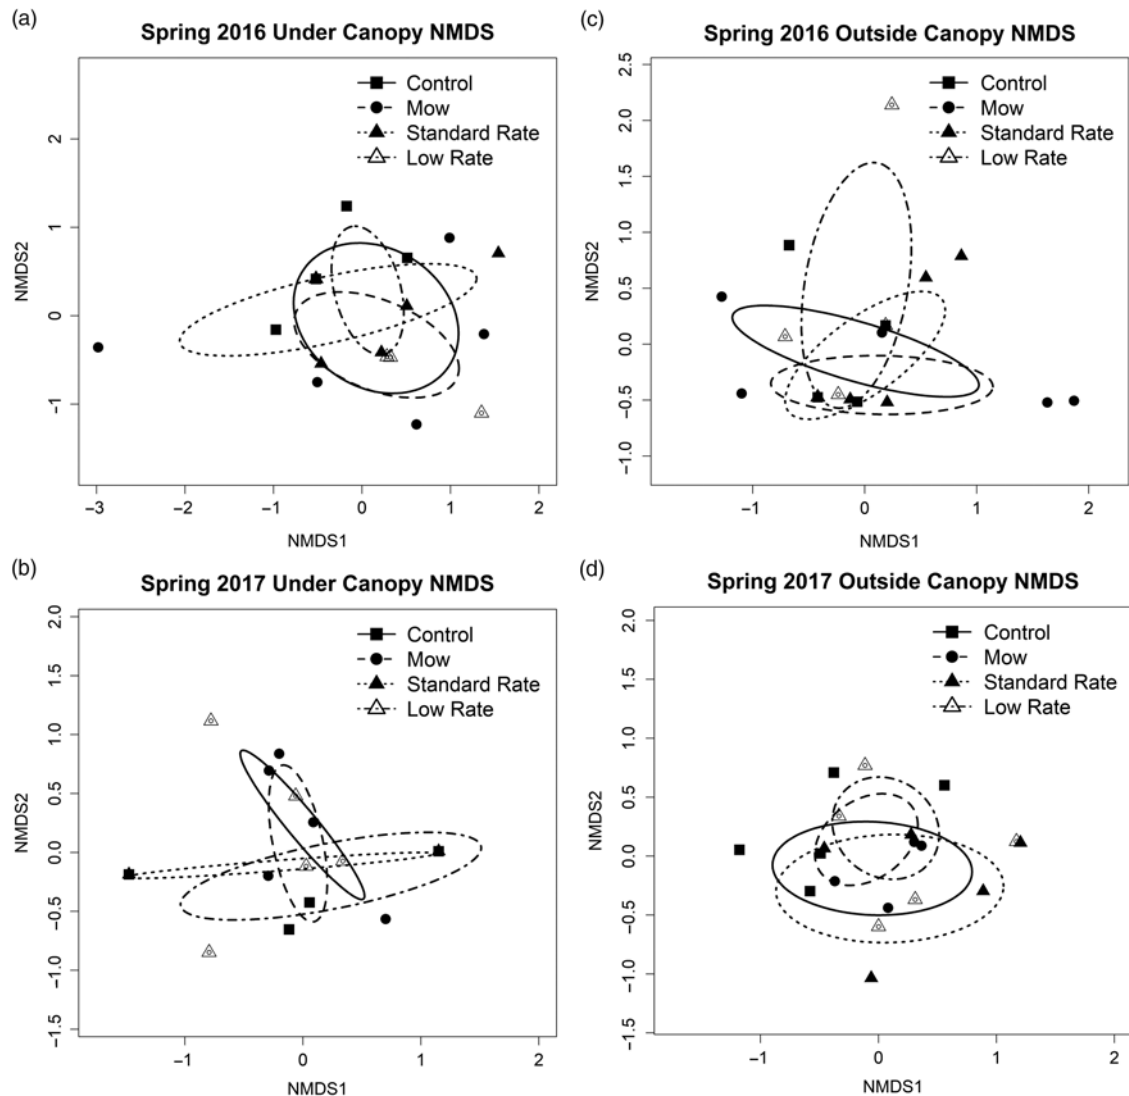 (a)
Spring 2016 Under Canopy NMDS
Control
Mow
Standard Rate
Low Rate
NMDS2
2
1
0
−1
−3
−2
−1
0
1
2
NMDS1
(c)
Spring 2016 Outside Canopy NMDS
Control
Mow
Standard Rate
Low Rate
NMDS2
2.5
2.0
1.5
1.0
0.5
0.0
−0.5
−1.0
−1
0
1
2
NMDS1
(b)
Spring 2017 Under Canopy NMDS
Control
Mow
Standard Rate
Low Rate
NMDS2
2.0
1.5
1.0
0.5
0.0
−0.5
−1.0
−1.5
−1
0
1
2
NMDS1
(d)
Spring 2017 Outside Canopy NMDS
Control
Mow
Standard Rate
Low Rate
NMDS2
2.0
1.5
1.0
0.5
0.0
−0.5
−1.0
−1.5
−1
0
1
2
NMDS1